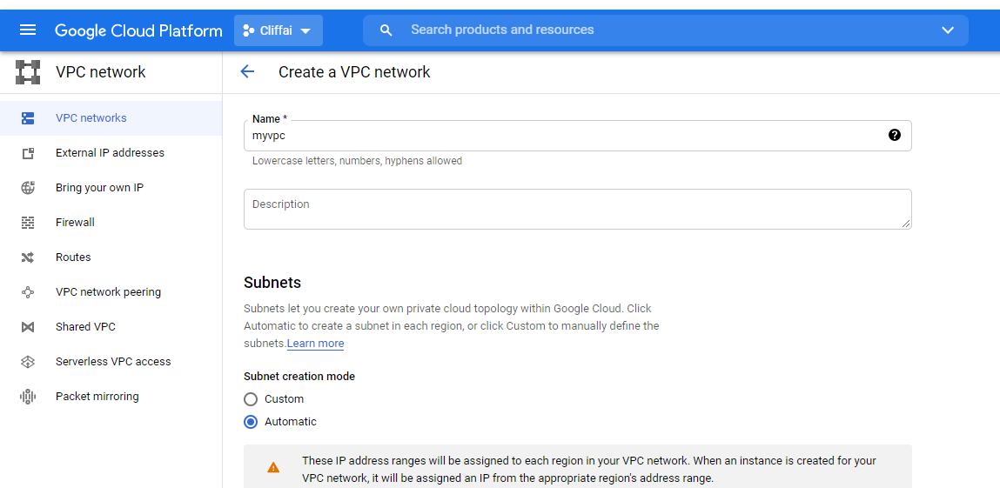 Google Cloud Platform
Cliffai
Search products and resources
VPC network
Create a VPC network
VPC networks
External IP addresses
Bring your own IP
Firewall
Routes
VPC network peering
Shared VPC
Serverless VPC access
Packet mirroring
Name *
myvpc
?
Lowercase letters, numbers, hyphens allowed
Description
Subnets
Subnets let you create your own private cloud topology within Google Cloud. Click
Automatic to create a subnet in each region, or click Custom to manually define the
subnets.Learn more
Subnet creation mode
Custom
Automatic
These IP address ranges will be assigned to each region in your VPC network. When an instance is created for your
VPC network, it will be assigned an IP from the appropriate region's address range.